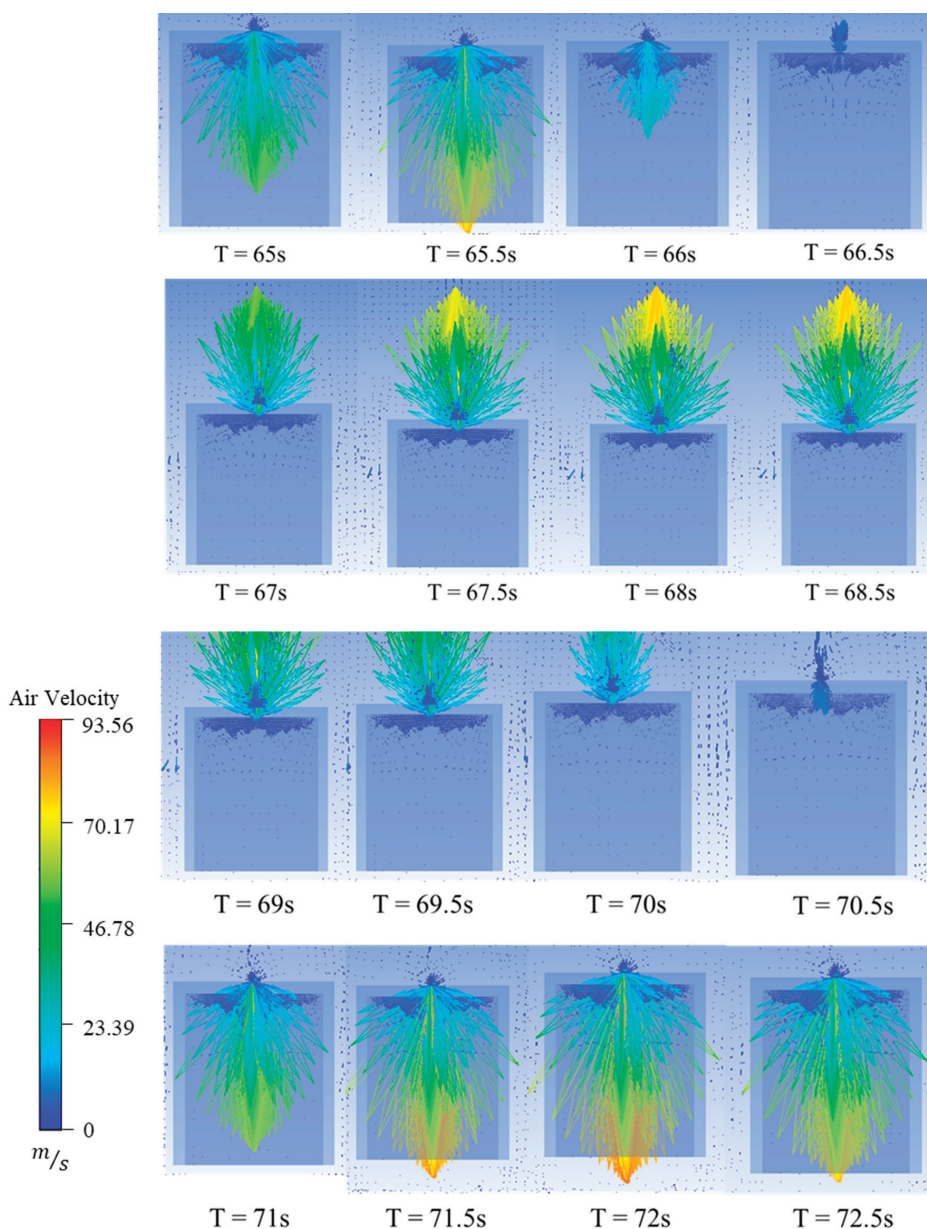 T = 65s
T = 65.5s
T = 66s
T = 66.5s
T = 67s
T = 67.5s
T = 68s
T = 68.5s
Air Velocity
93.56
70.17
46.78
23.39
0
m/s
T = 69s
T = 69.5s
T = 70s
T = 70.5s
T = 71s
T = 71.5s
T = 72s
T = 72.5s